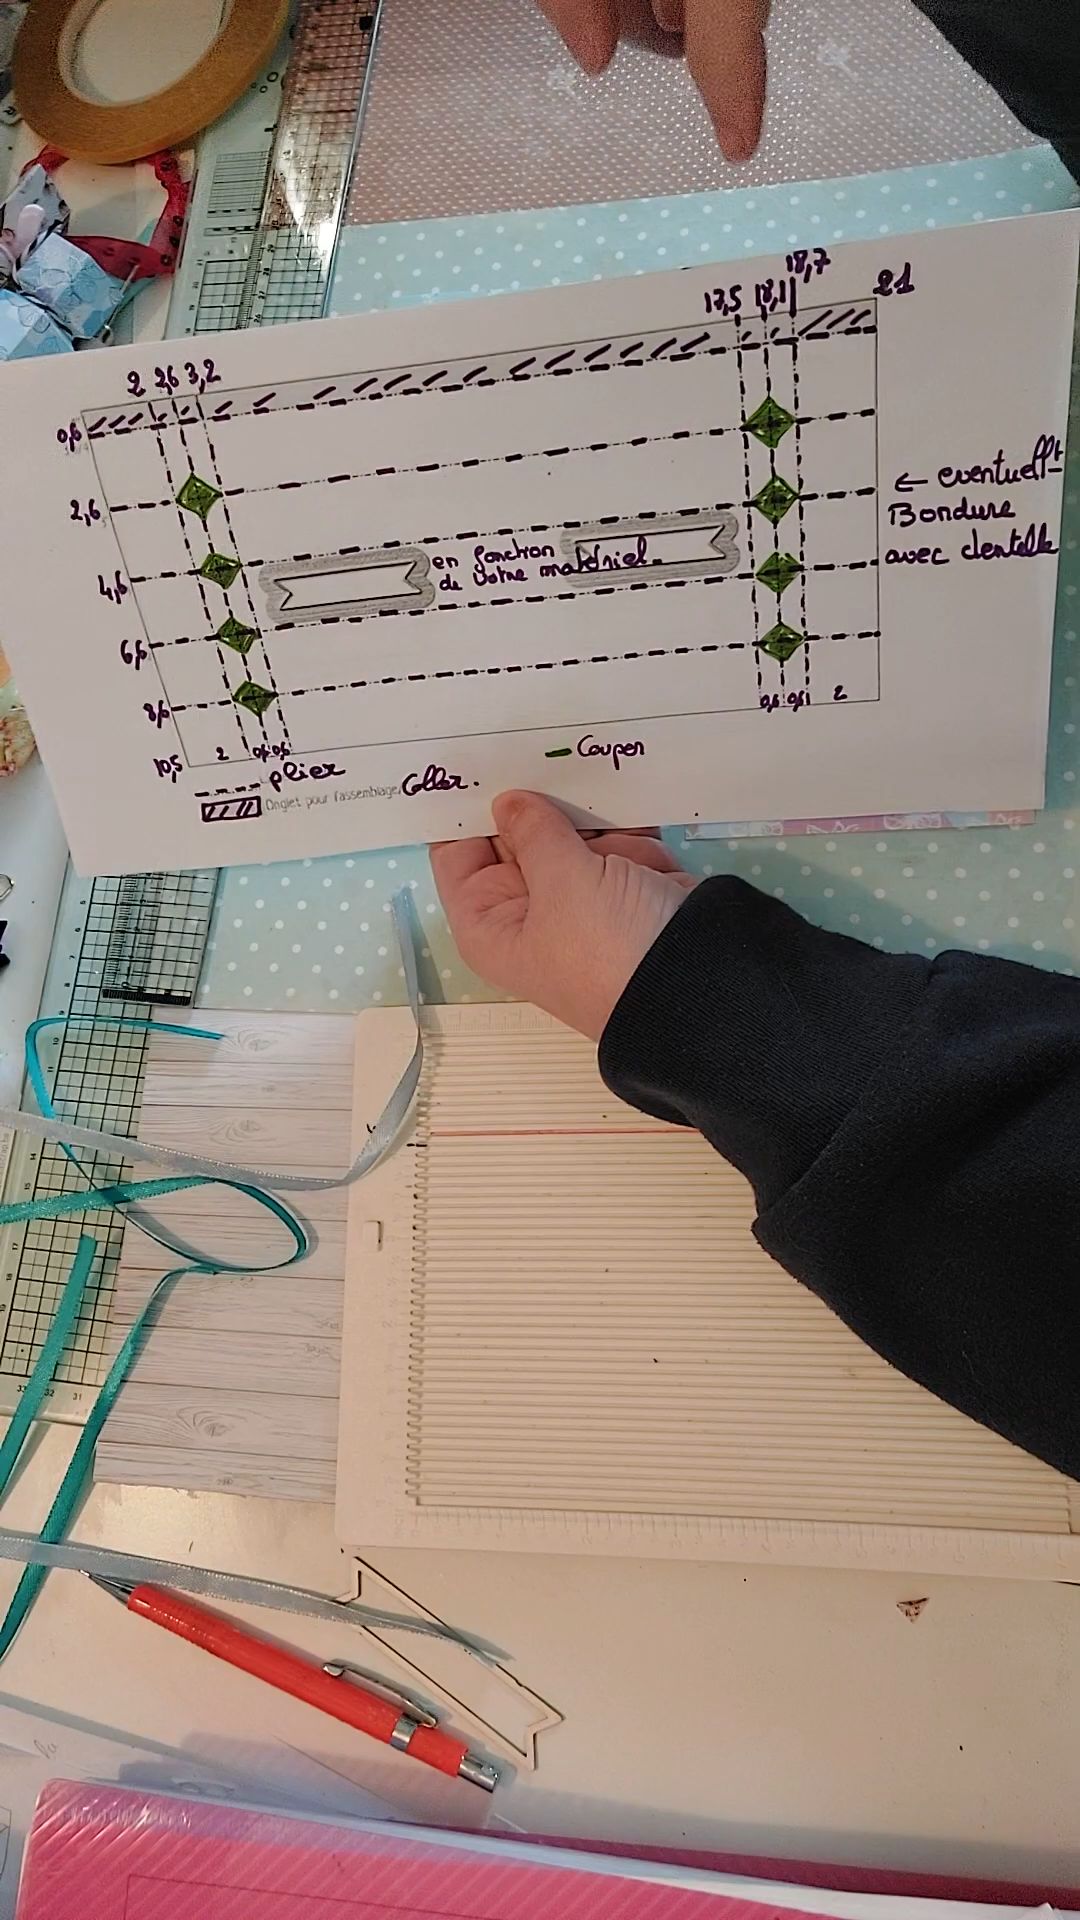 18,7
17,5 18,1 21
2 2,6 3,2
0,6
2,6
4,6
6,6
8,6
10,5
← eventuellt
Bordure
avec dentelle
en fonction
de votre matériel.
2 0,6 0,6
0,6 0,6 2
plier
Couper
Onglet pour l'assemblage/Coller.